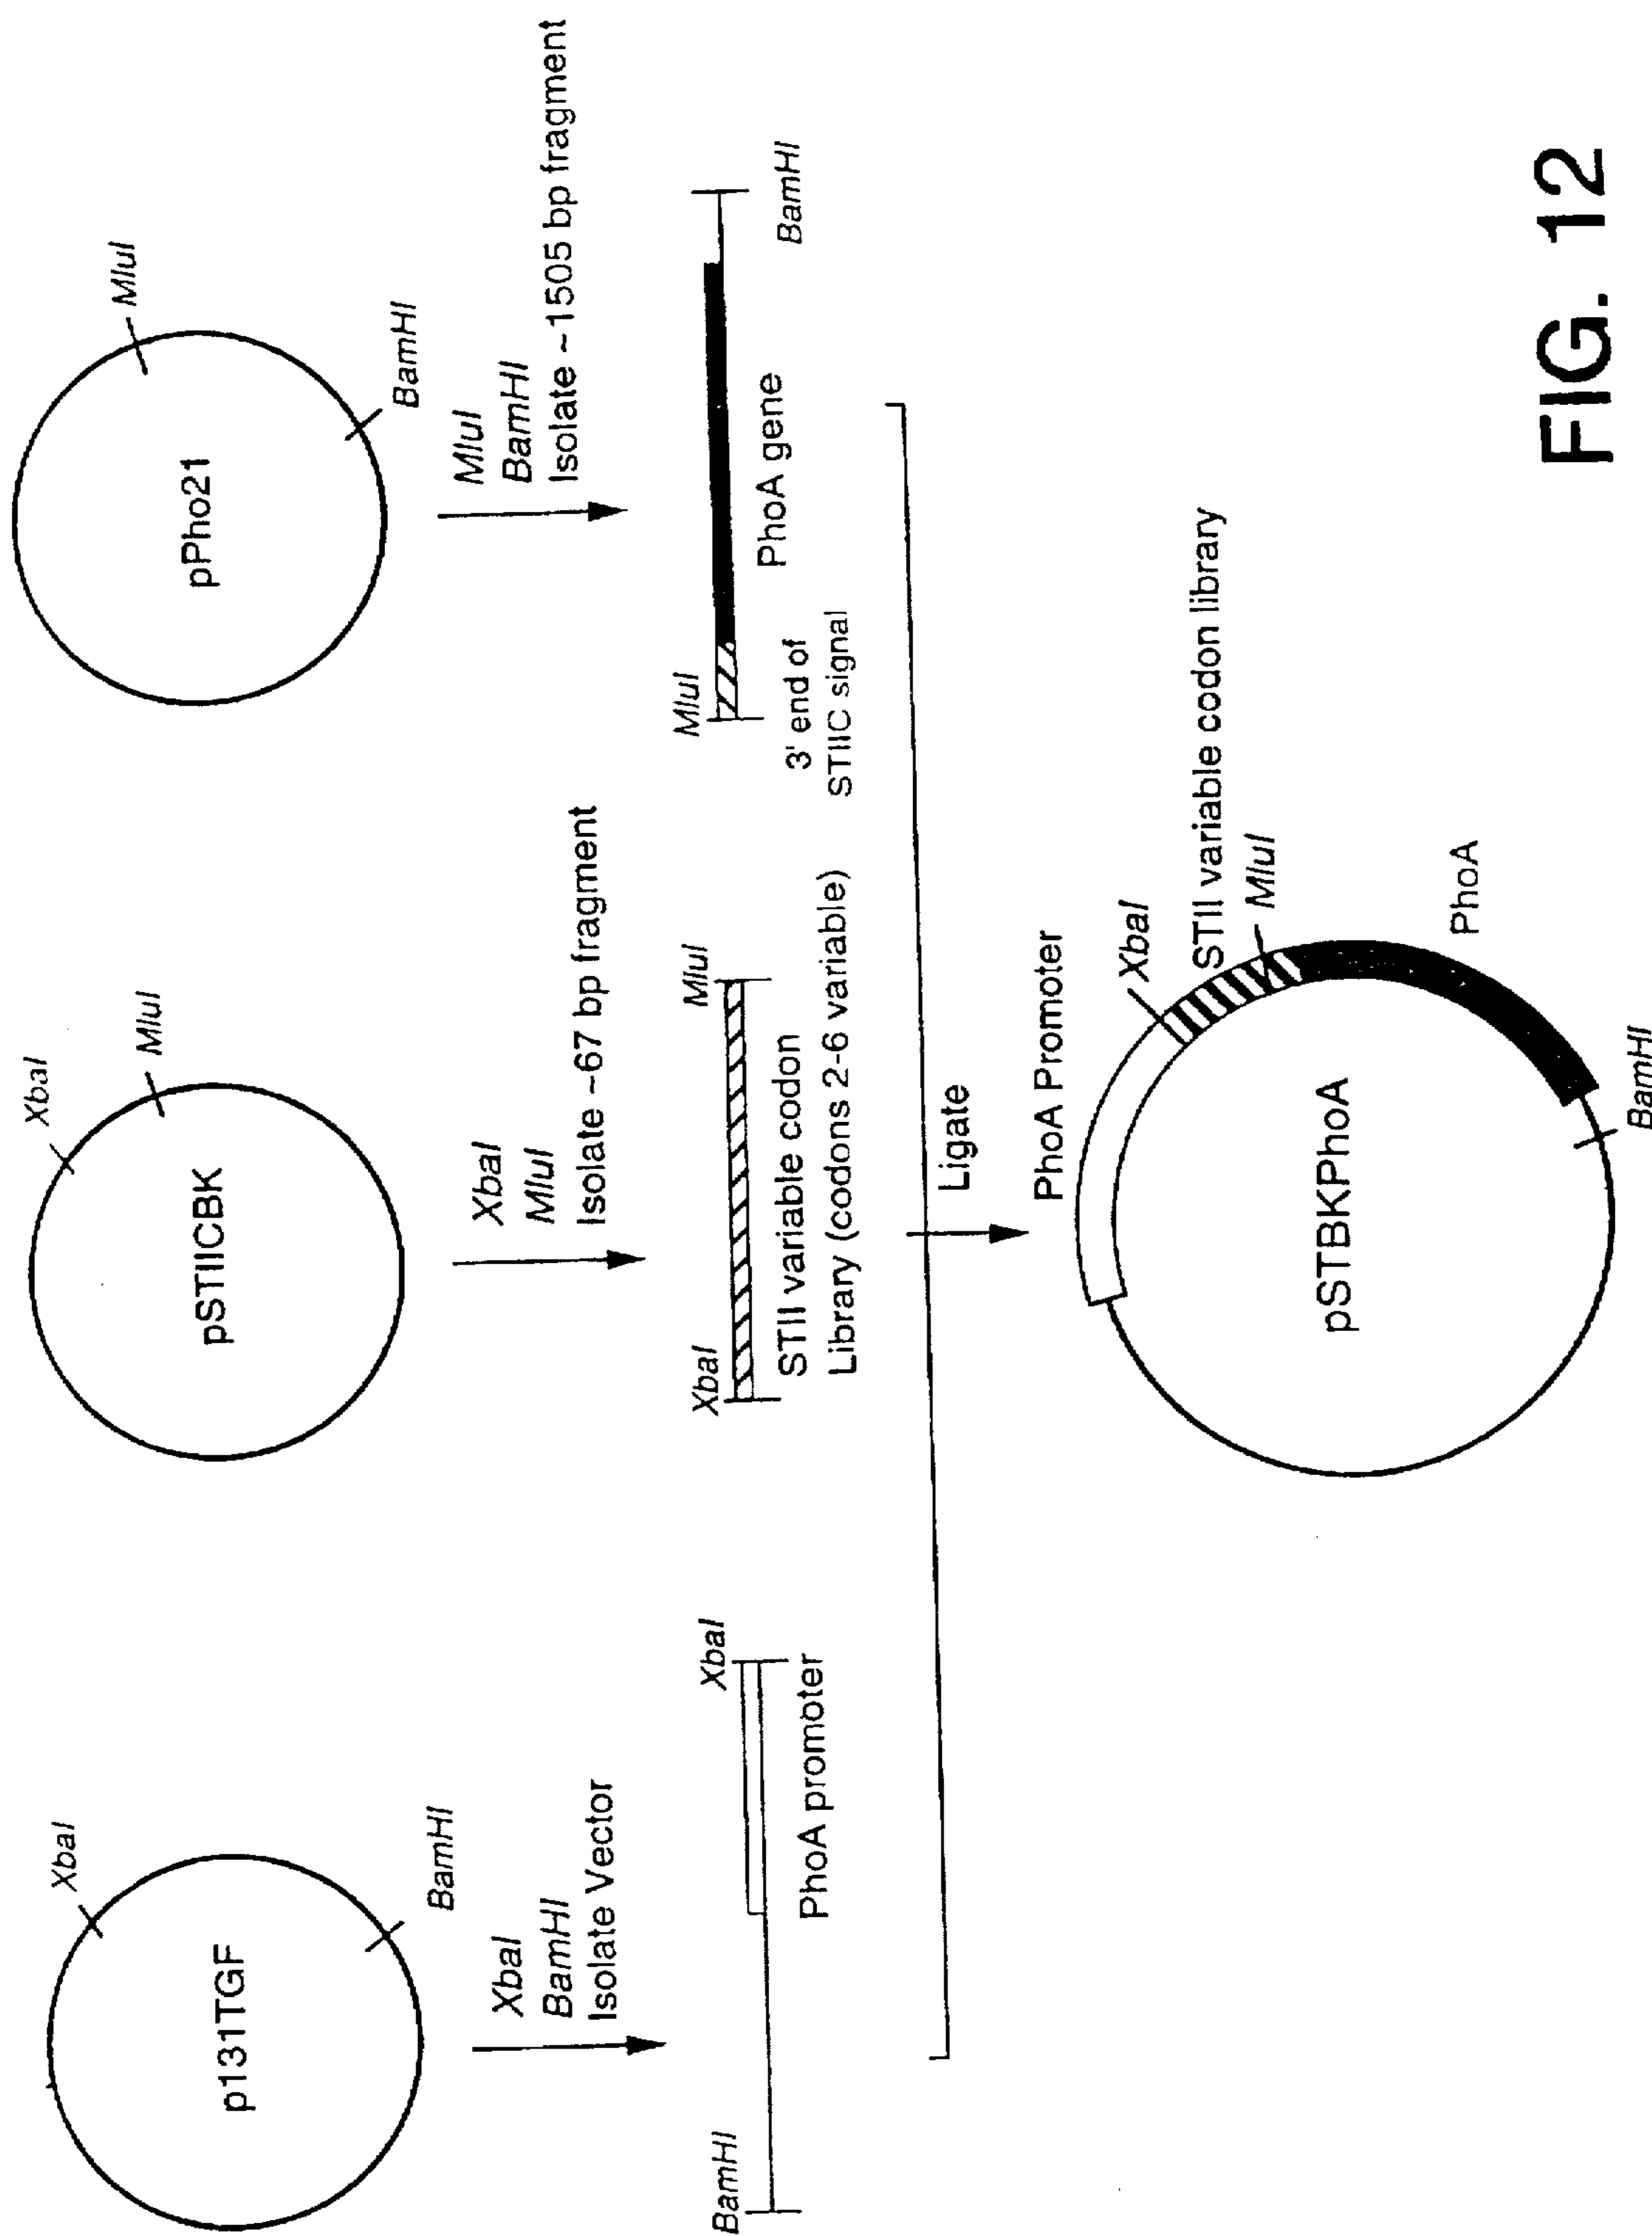 p131TGF
XbaI
BamHI
XbaI
BamHI
Isolate Vector
BamHI
XbaI
PhoA promoter
pSTIICBK
XbaI
MluI
XbaI
MluI
Isolate ~67 bp fragment
XbaI
MluI
STII variable codon
Library (codons 2-6 variable)
pPho21
MluI
BamHI
MluI
BamHI
Isolate ~1505 bp fragment
MluI
BamHI
3' end of
STIIC signal
PhoA gene
Ligate
PhoA Promoter
XbaI
STII variable codon library
MluI
PhoA
BamHI
pSTBKPhoA
FIG. 12